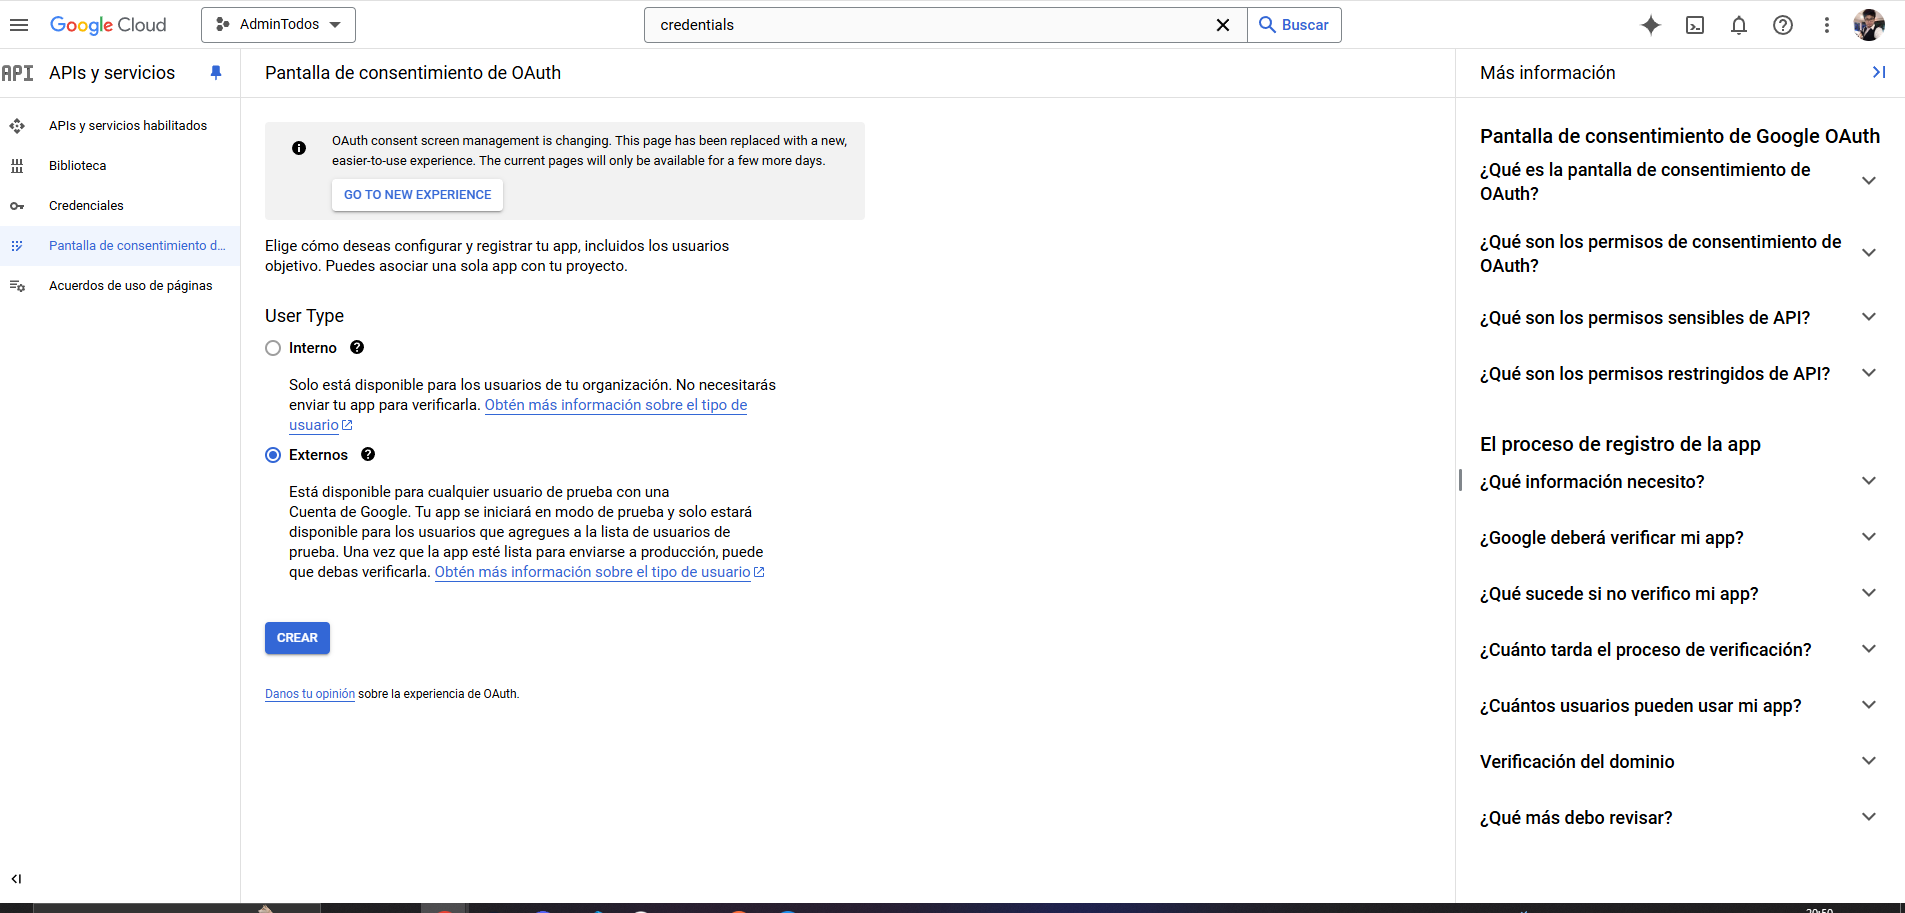 Google Cloud
AdminTodos
credentials
Buscar
API
APIs y servicios
Pantalla de consentimiento de OAuth
Más información
APIs y servicios habilitados
Biblioteca
Credenciales
Pantalla de consentimiento d...
Acuerdos de uso de páginas
OAuth consent screen management is changing. This page has been replaced with a new,
easier-to-use experience. The current pages will only be available for a few more days.
GO TO NEW EXPERIENCE
Elige cómo deseas configurar y registrar tu app, incluidos los usuarios
objetivo. Puedes asociar una sola app con tu proyecto.
User Type
Interno
Solo está disponible para los usuarios de tu organización. No necesitarás
enviar tu app para verificarla. Obtén más información sobre el tipo de
usuario
Externos
Está disponible para cualquier usuario de prueba con una
Cuenta de Google. Tu app se iniciará en modo de prueba y solo estará
disponible para los usuarios que agregues a la lista de usuarios de
prueba. Una vez que la app esté lista para enviarse a producción, puede
que debas verificarla. Obtén más información sobre el tipo de usuario
CREAR
Danos tu opinión sobre la experiencia de OAuth.
Pantalla de consentimiento de Google OAuth
¿Qué es la pantalla de consentimiento de
OAuth?
¿Qué son los permisos de consentimiento de
OAuth?
¿Qué son los permisos sensibles de API?
¿Qué son los permisos restringidos de API?
El proceso de registro de la app
¿Qué información necesito?
¿Google deberá verificar mi app?
¿Qué sucede si no verifico mi app?
¿Cuánto tarda el proceso de verificación?
¿Cuántos usuarios pueden usar mi app?
Verificación del dominio
¿Qué más debo revisar?